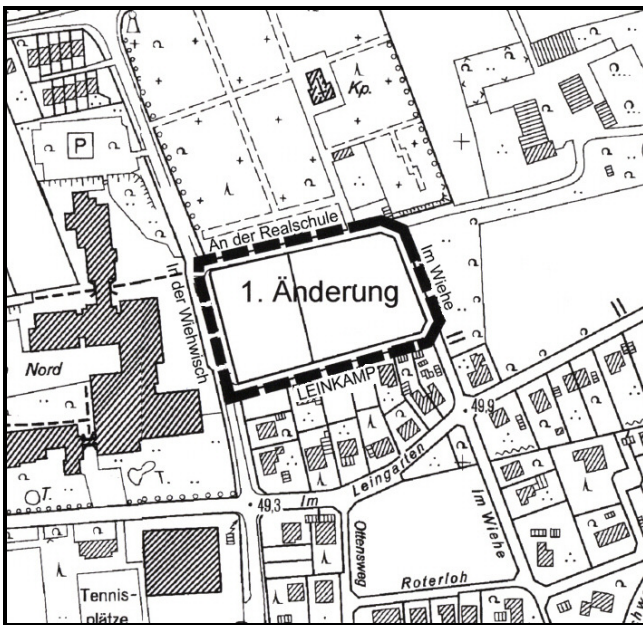 Kp.
P
An der Realschule
Im Wiehe
In der Wiehwisch
1. Änderung
Nord
LEINKAMP
49,9
Leingarten
T.
T.
49,3
Im
Im Wiehe
Ottensweg
Roterloh
Tennis-
plätze